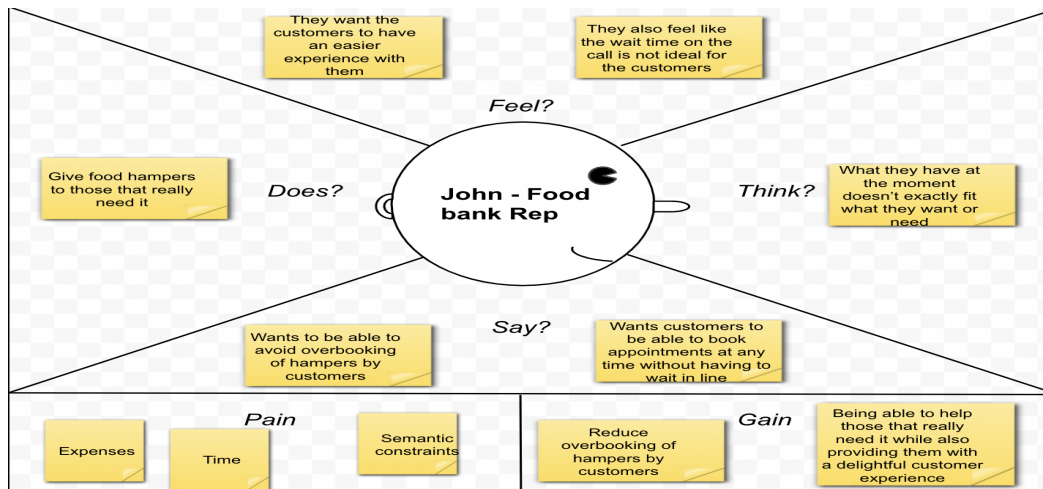 They want the
customers to have
an easier
experience with
them
They also feel like
the wait time on the
call is not ideal for
the customers
Feel?
Give food hampers
to those that really
need it
Does?
John - Food
bank Rep
Think?
What they have at
the moment
doesn't exactly fit
what they want or
need
Say?
Wants to be able to
avoid overbooking
of hampers by
customers
Wants customers to
be able to book
appointments at any
time without having to
wait in line
Pain
Expenses
Time
Semantic
constraints
Gain
Reduce
overbooking of
hampers by
customers
Being able to help
those that really
need it while also
providing them with
a delightful customer
experience